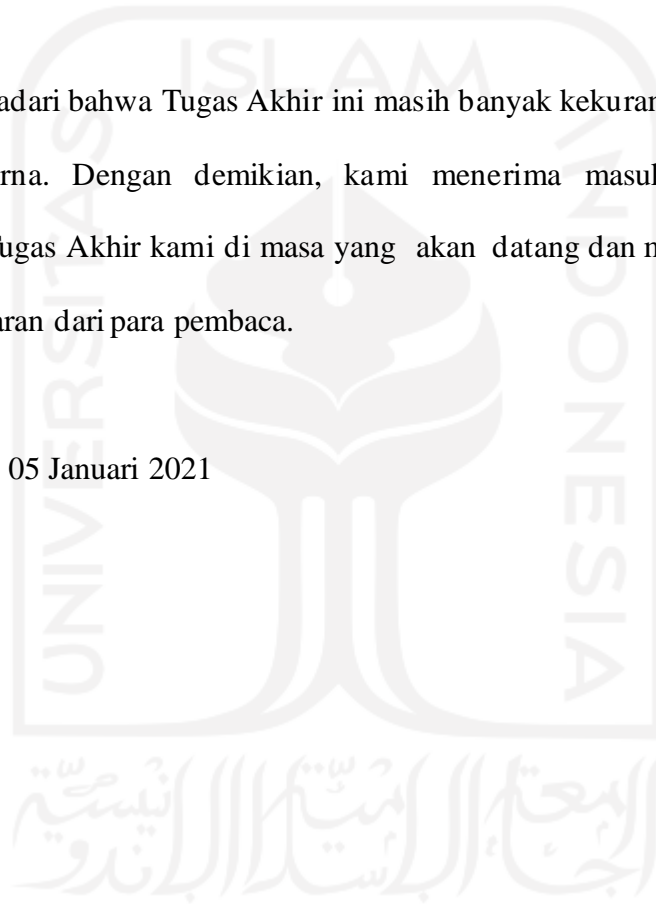 ISLAM
UNIVERSITAS
INDONESIA
adari bahwa Tugas Akhir ini masih banyak kekuran
rna. Dengan demikian, kami menerima masuk
Tugas Akhir kami di masa yang akan datang dan m
aran dari para pembaca.
05 Januari 2021